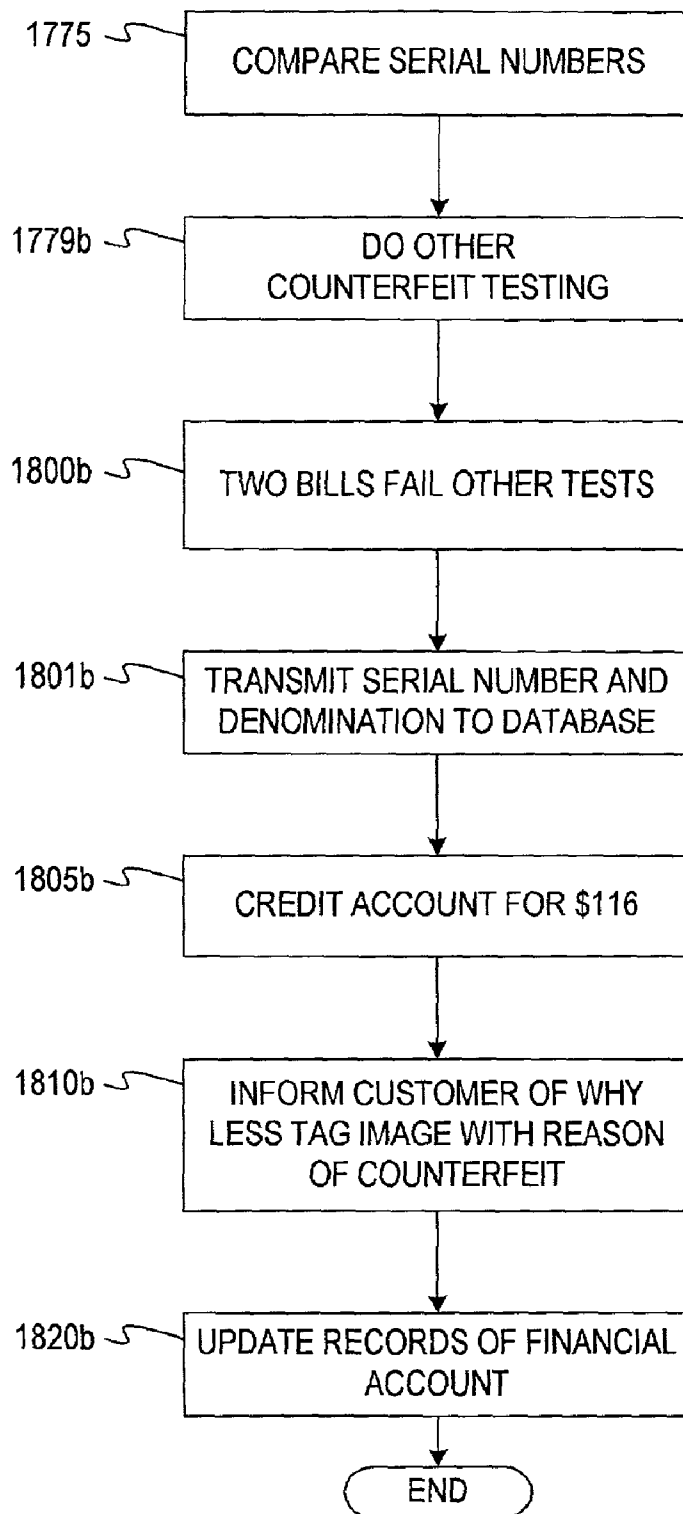 1775
COMPARE SERIAL NUMBERS
1779b
DO OTHER
COUNTERFEIT TESTING
1800b
TWO BILLS FAIL OTHER TESTS
1801b
TRANSMIT SERIAL NUMBER AND
DENOMINATION TO DATABASE
1805b
CREDIT ACCOUNT FOR $116
1810b
INFORM CUSTOMER OF WHY
LESS TAG IMAGE WITH REASON
OF COUNTERFEIT
1820b
UPDATE RECORDS OF FINANCIAL
ACCOUNT
END